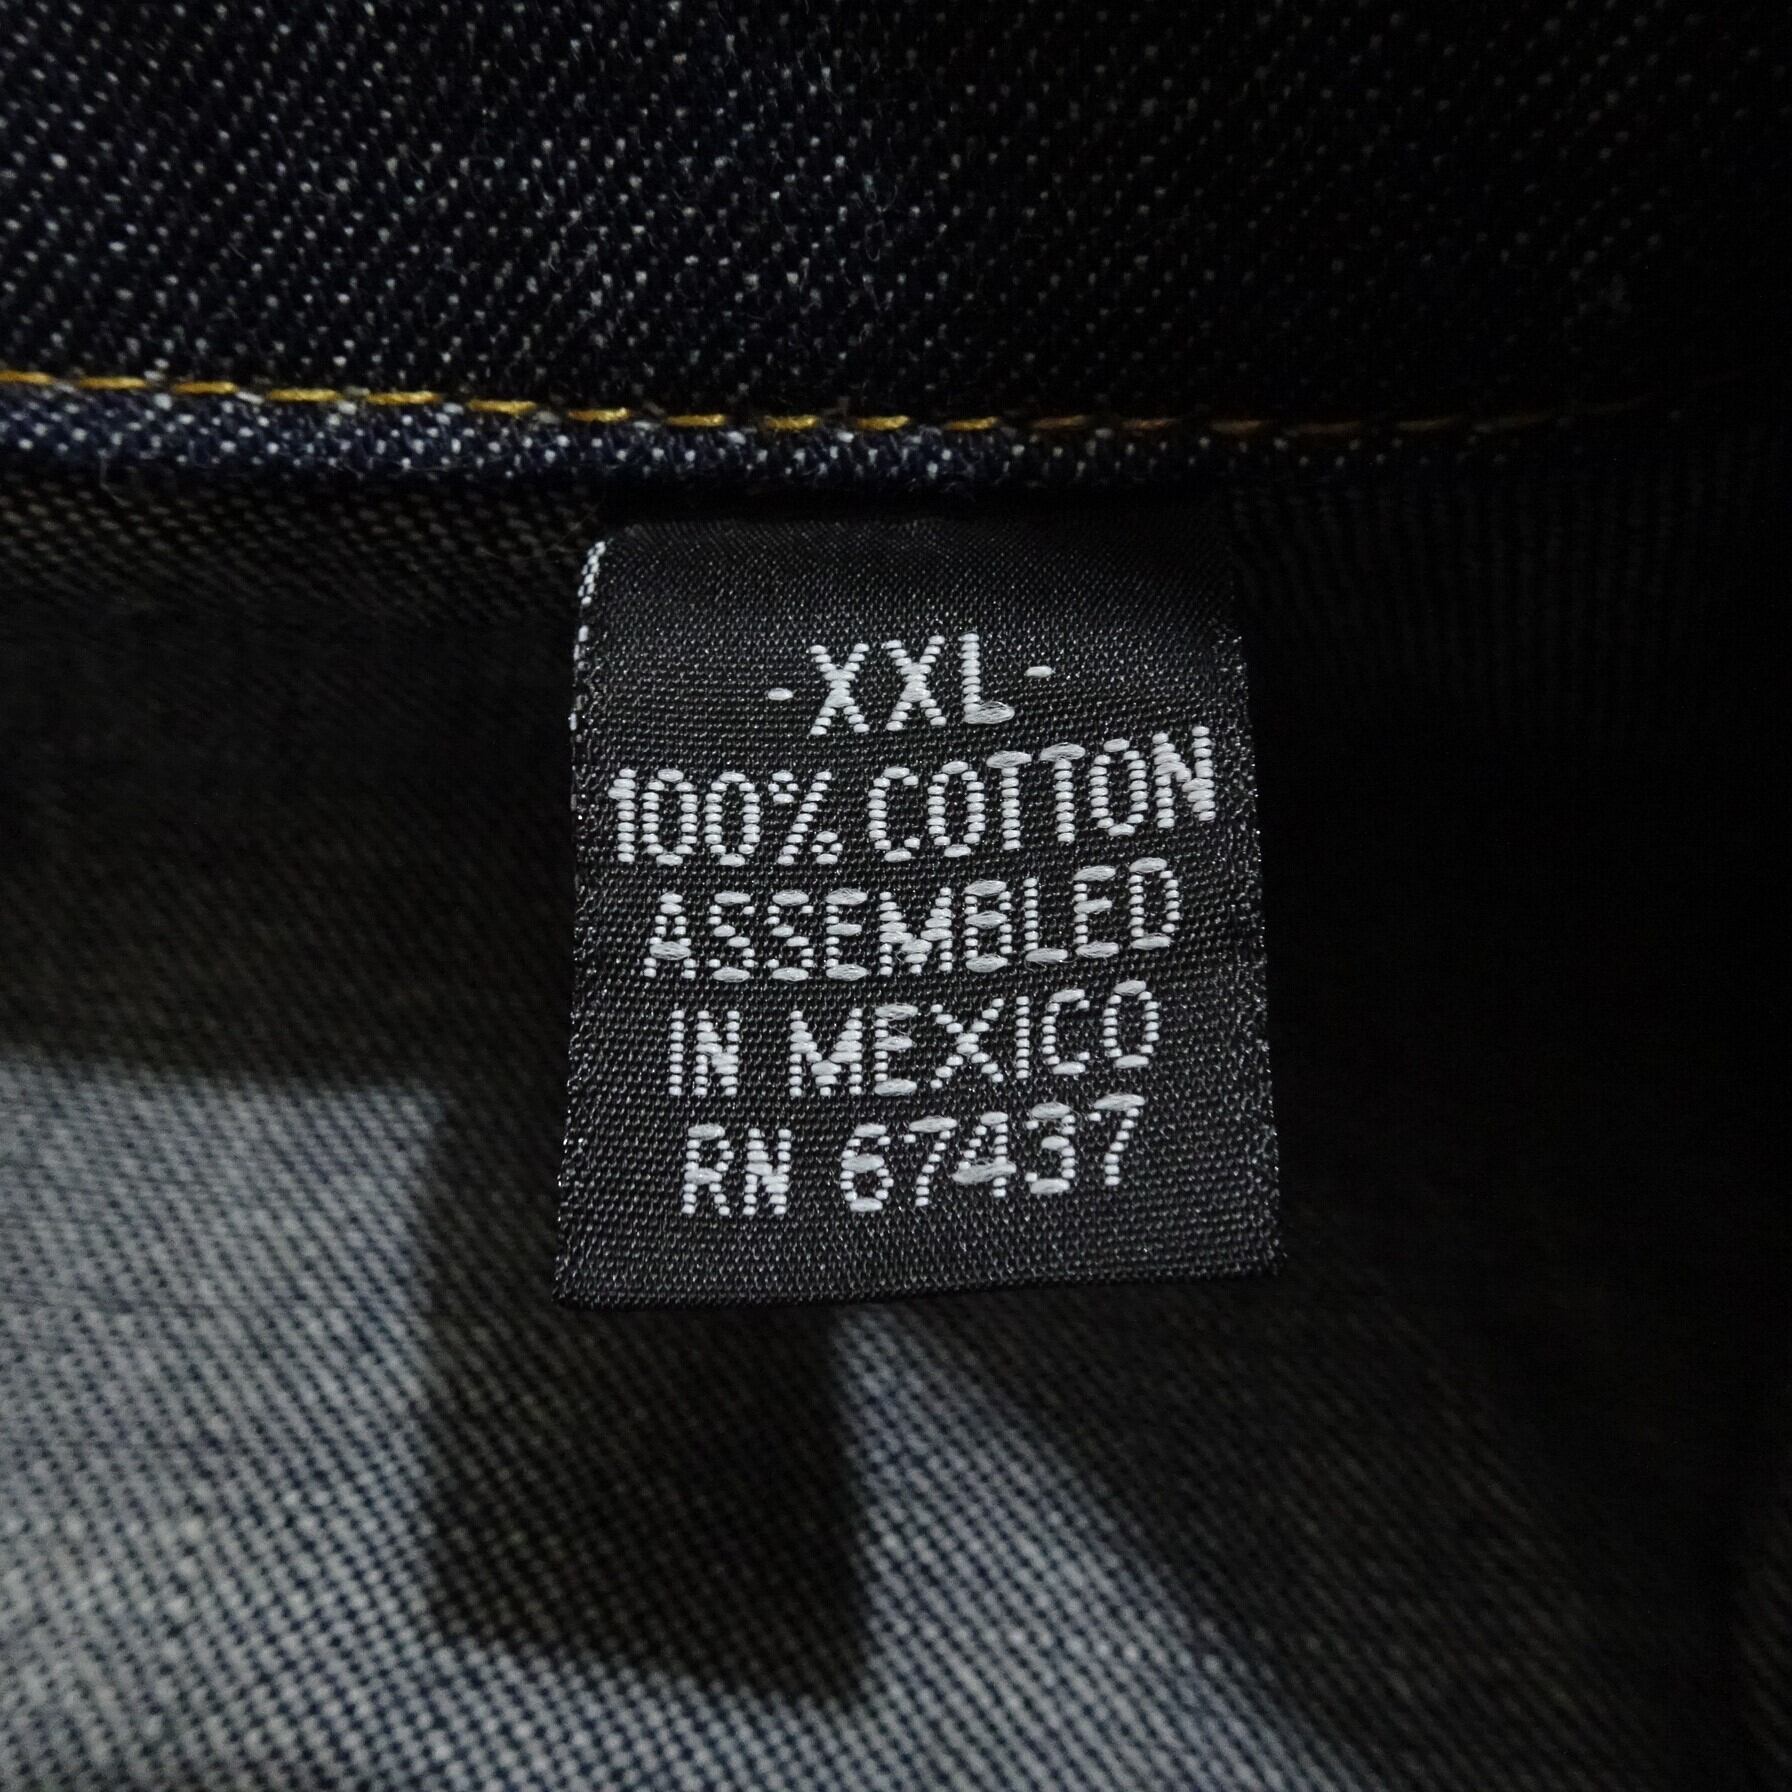 -XXL-
100% COTTON
ASSEMBLED
IN MEXICO
RN 67437